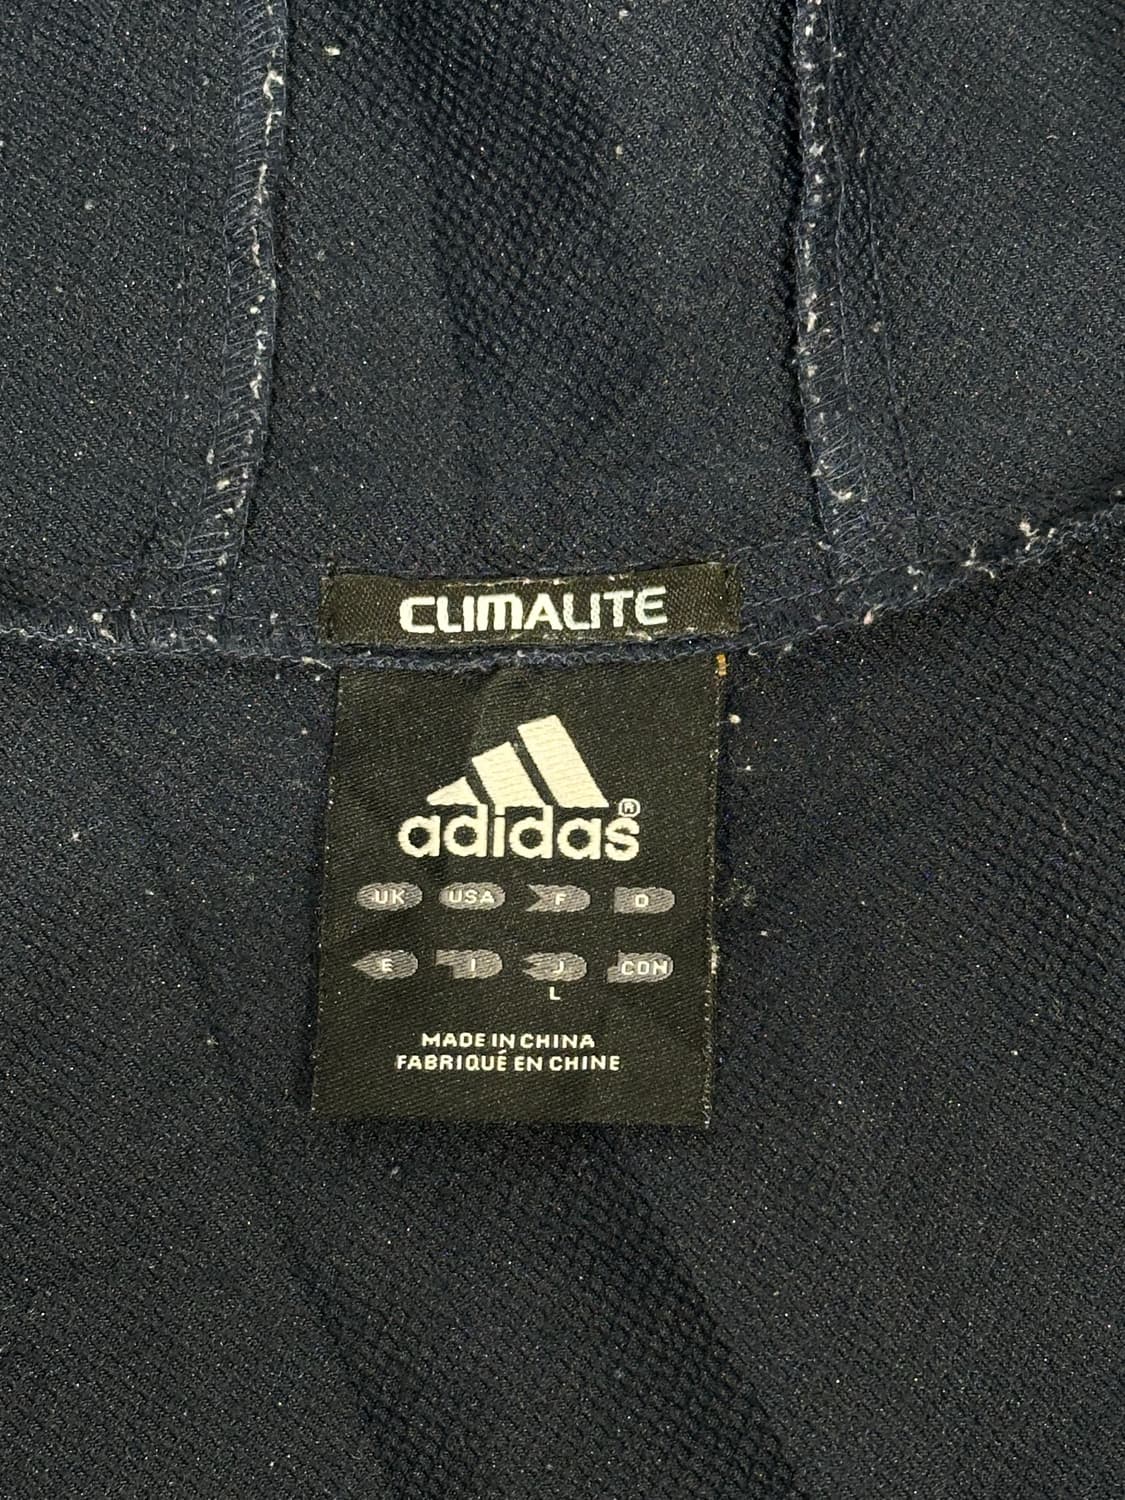 CLIMALITE
adidas®
UK USA F D
E I J CON
L
MADE IN CHINA
FABRIQUÉ EN CHINE